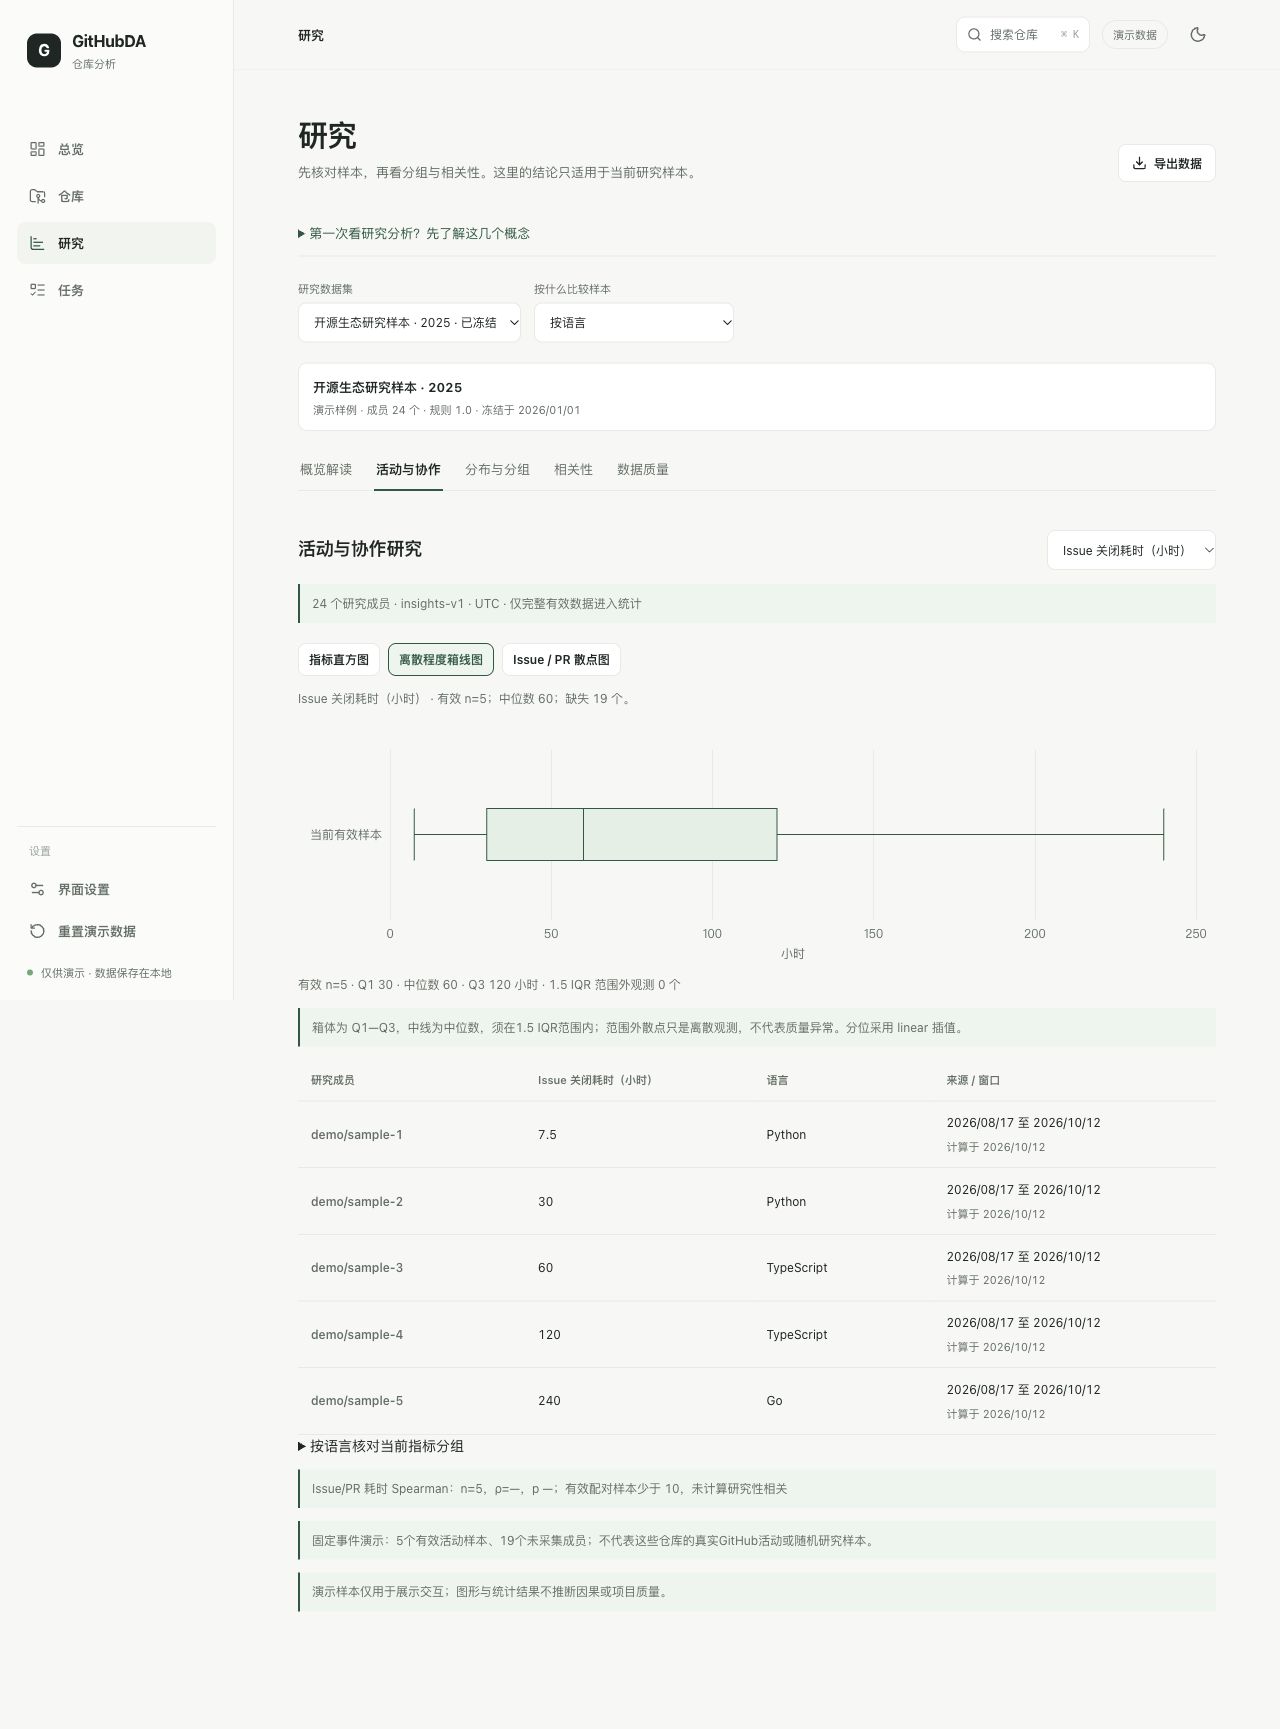 G
GitHubDA
仓库分析
总览
仓库
研究
任务
设置
界面设置
重置演示数据
仅供演示 · 数据保存在本地
研究
搜索仓库 ⌘ K
演示数据
研究
先核对样本，再看分组与相关性。这里的结论只适用于当前研究样本。
导出数据
第一次看研究分析？先了解这几个概念
研究数据集
按什么比较样本
开源生态研究样本 · 2025 · 已冻结
按语言
开源生态研究样本 · 2025
演示样例 · 成员 24 个 · 规则 1.0 · 冻结于 2026/01/01
概览解读 活动与协作 分布与分组 相关性 数据质量
活动与协作研究
Issue 关闭耗时（小时）
24 个研究成员 · insights-v1 · UTC · 仅完整有效数据进入统计
指标直方图 离散程度箱线图 Issue / PR 散点图
Issue 关闭耗时（小时） · 有效 n=5；中位数 60；缺失 19 个。
当前有效样本
0 50 100 150 200 250
小时
有效 n=5 · Q1 30 · 中位数 60 · Q3 120 小时 · 1.5 IQR 范围外观测 0 个
箱体为 Q1—Q3，中线为中位数，须在1.5 IQR范围内；范围外散点只是离散观测，不代表质量异常。分位采用 linear 插值。
研究成员 Issue 关闭耗时（小时） 语言 来源 / 窗口
demo/sample-1 7.5 Python 2026/08/17 至 2026/10/12
计算于 2026/10/12
demo/sample-2 30 Python 2026/08/17 至 2026/10/12
计算于 2026/10/12
demo/sample-3 60 TypeScript 2026/08/17 至 2026/10/12
计算于 2026/10/12
demo/sample-4 120 TypeScript 2026/08/17 至 2026/10/12
计算于 2026/10/12
demo/sample-5 240 Go 2026/08/17 至 2026/10/12
计算于 2026/10/12
按语言核对当前指标分组
Issue/PR 耗时 Spearman：n=5，ρ=—，p —；有效配对样本少于 10，未计算研究性相关
固定事件演示：5个有效活动样本、19个未采集成员；不代表这些仓库的真实GitHub活动或随机研究样本。
演示样本仅用于展示交互；图形与统计结果不推断因果或项目质量。